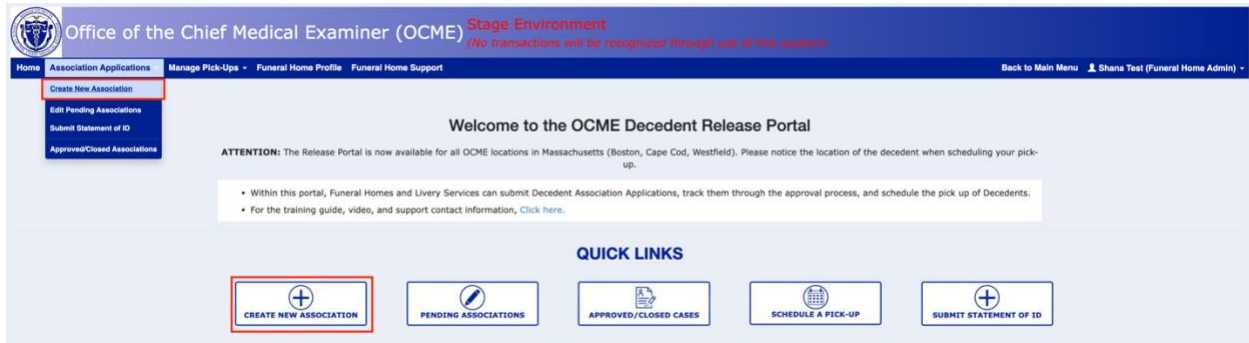 Office of the Chief Medical Examiner (OCME) Stage Environment
(No transactions will be recognized through use of this system)
Home Association Applications Manage Pick-Ups Funeral Home Profile Funeral Home Support Back to Main Menu Shana Test (Funeral Home Admin)
Create New Association
Edit Pending Associations
Submit Statement of ID
Approved/Closed Associations
Welcome to the OCME Decedent Release Portal
ATTENTION: The Release Portal is now available for all OCME locations in Massachusetts (Boston, Cape Cod, Westfield). Please notice the location of the decedent when scheduling your pick-
up.
• Within this portal, Funeral Homes and Livery Services can submit Decedent Association Applications, track them through the approval process, and schedule the pick up of Decedents.
• For the training guide, video, and support contact information, Click here.
QUICK LINKS
CREATE NEW ASSOCIATION PENDING ASSOCIATIONS APPROVED/CLOSED CASES SCHEDULE A PICK-UP SUBMIT STATEMENT OF ID